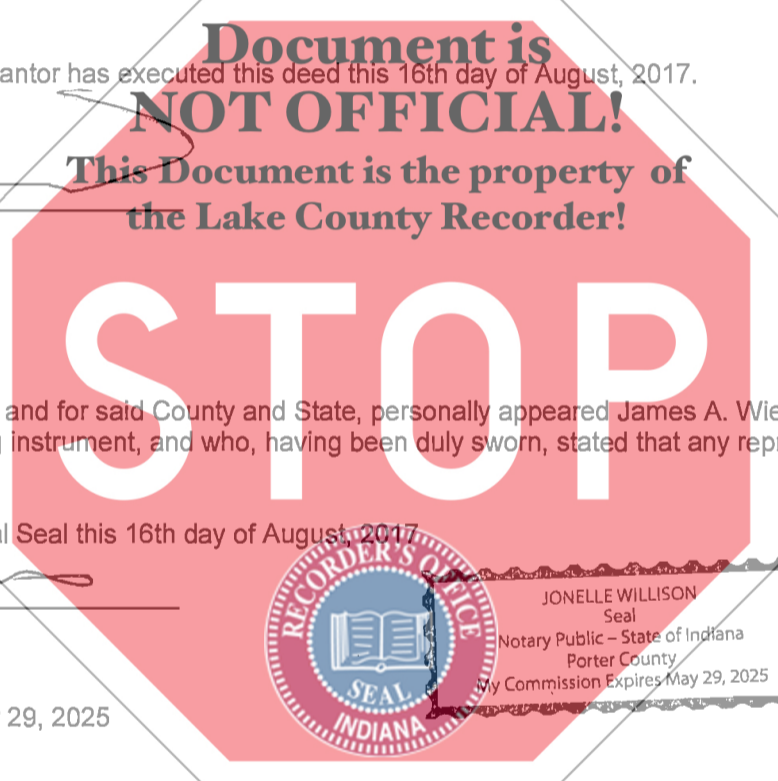 Document is
antor has executed this deed this 16th day of August, 2017.
NOT OFFICIAL!
This Document is the property of
the Lake County Recorder!
STOP
and for said County and State, personally appeared James A. Wie
instrument, and who, having been duly sworn, stated that any repr
l Seal this 16th day of August, 2017
RECORDER'S OFFICE
SEAL
INDIANA
JONELLE WILLISON
Seal
Notary Public – State of Indiana
Porter County
My Commission Expires May 29, 2025
29, 2025